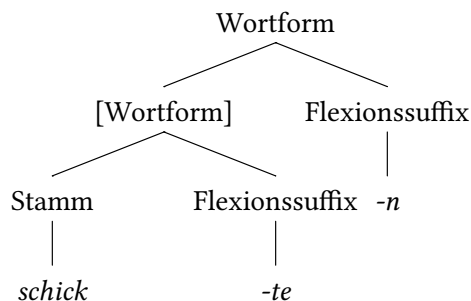 Wortform
[Wortform] Flexionssuffix
Stamm Flexionssuffix -n
schick -te